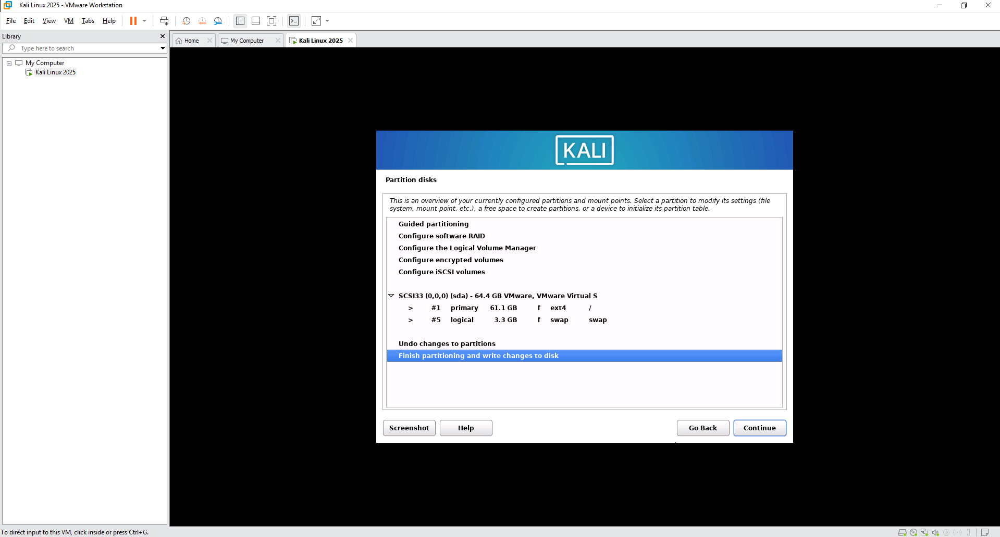 Kali Linux 2025 - VMware Workstation
File Edit View VM Tabs Help
Library
Type here to search
My Computer
Kali Linux 2025
Home
My Computer
Kali Linux 2025
KALI
Partition disks
This is an overview of your currently configured partitions and mount points. Select a partition to modify its settings (file
system, mount point, etc.), a free space to create partitions, or a device to initialize its partition table.
Guided partitioning
Configure software RAID
Configure the Logical Volume Manager
Configure encrypted volumes
Configure iSCSI volumes
SCSI33 (0,0,0) (sda) - 64.4 GB VMware, VMware Virtual S
> #1 primary 61.1 GB f ext4 /
> #5 logical 3.3 GB f swap swap
Undo changes to partitions
Finish partitioning and write changes to disk
Screenshot Help Go Back Continue
To direct input to this VM, click inside or press Ctrl+G.